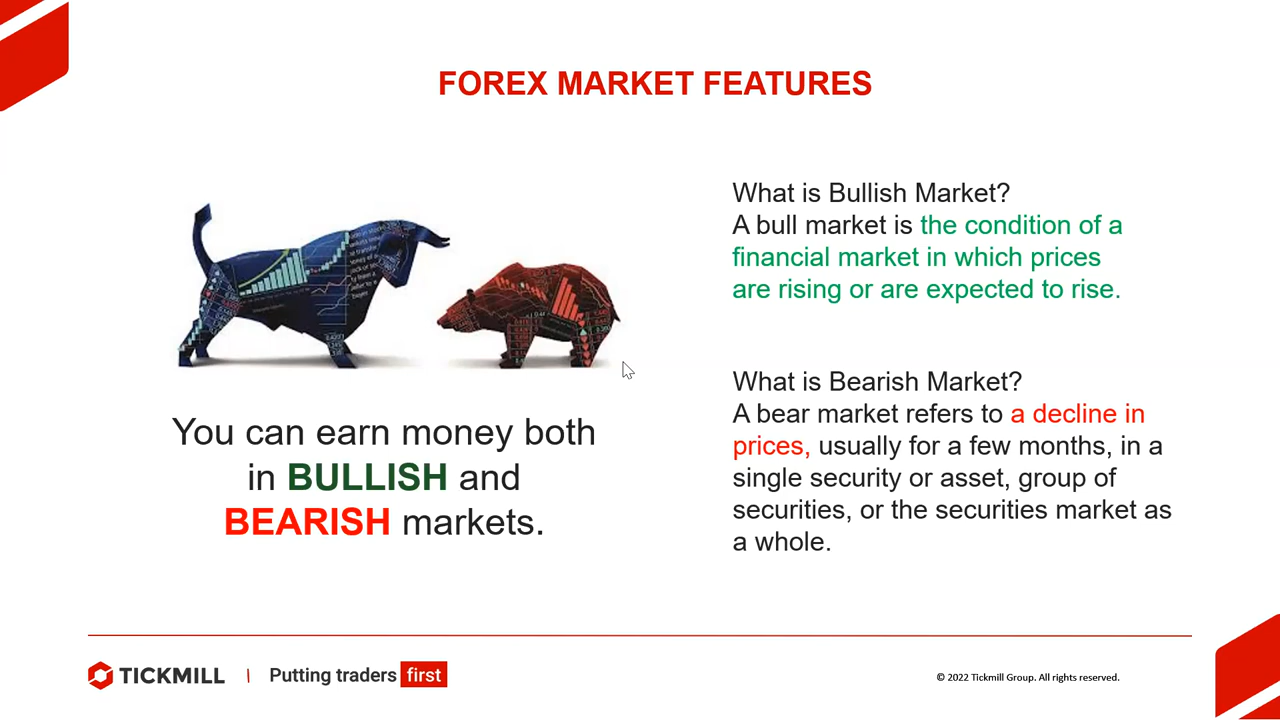 FOREX MARKET FEATURES
You can earn money both
in BULLISH and
BEARISH markets.
What is Bullish Market?
A bull market is the condition of a
financial market in which prices
are rising or are expected to rise.
What is Bearish Market?
A bear market refers to a decline in
prices, usually for a few months, in a
single security or asset, group of
securities, or the securities market as
a whole.
TICKMILL | Putting traders first
© 2022 Tickmill Group. All rights reserved.